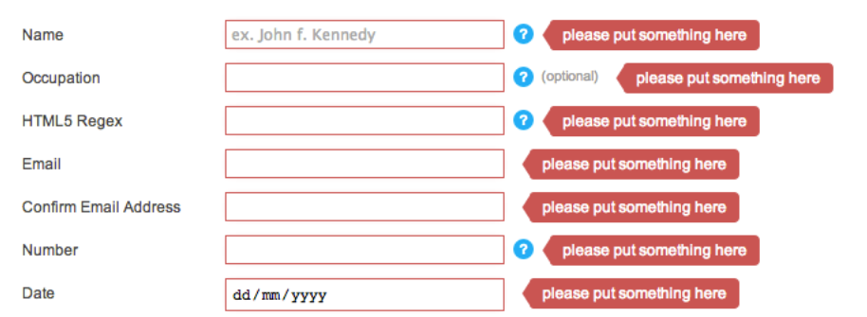 Name ex. John f. Kennedy ? please put something here
Occupation ? (optional) please put something here
HTML5 Regex ? please put something here
Email please put something here
Confirm Email Address please put something here
Number ? please put something here
Date dd/mm/yyyy please put something here